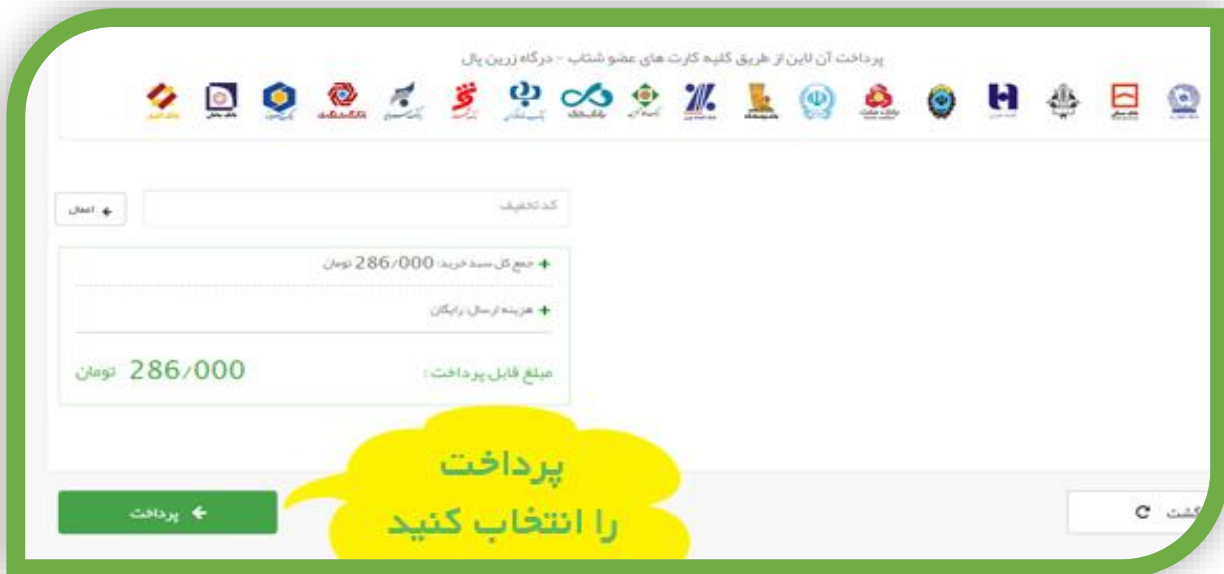 پرداخت آن لاین از طریق کلیه کارت های عضو شتاب - درگاه زرین پال
کد تخفیف
اعمال
جمع کل سبد خرید: 286/000 تومان
هزینه ارسال: رایگان
مبلغ قابل پرداخت: 286/000 تومان
پرداخت
را انتخاب کنید
پرداخت